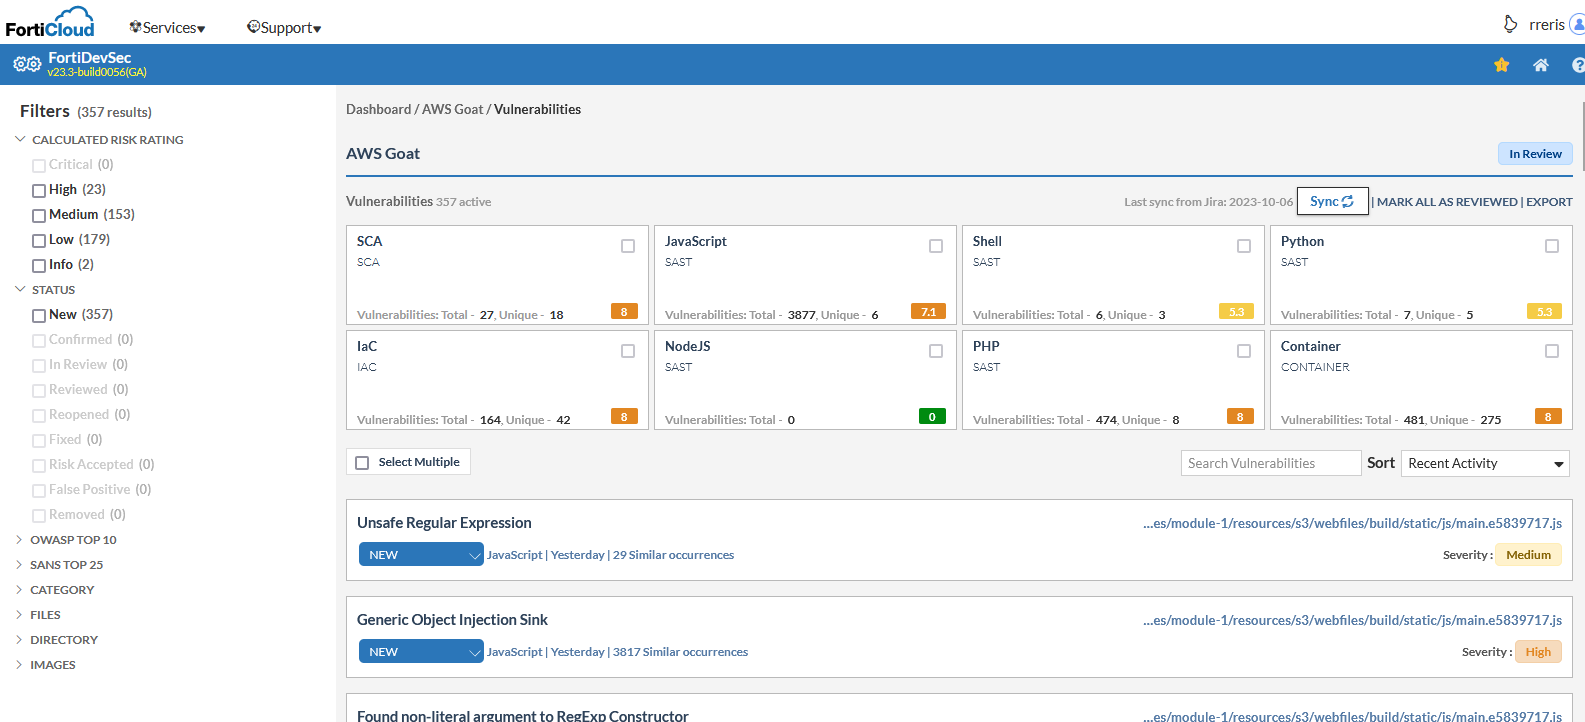 FortiCloud
Services
Support
rreris
FortiDevSec
v23.3-build0056(GA)
Filters (357 results)
CALCULATED RISK RATING
Critical (0)
High (23)
Medium (153)
Low (179)
Info (2)
STATUS
New (357)
Confirmed (0)
In Review (0)
Reviewed (0)
Reopened (0)
Fixed (0)
Risk Accepted (0)
False Positive (0)
Removed (0)
OWASP TOP 10
SANS TOP 25
CATEGORY
FILES
DIRECTORY
IMAGES
Dashboard / AWS Goat / Vulnerabilities
AWS Goat
In Review
Vulnerabilities 357 active
Last sync from Jira: 2023-10-06 Sync | MARK ALL AS REVIEWED | EXPORT
SCA
SCA
Vulnerabilities: Total - 27, Unique - 18
8
JavaScript
SAST
Vulnerabilities: Total - 3877, Unique - 6
7.1
Shell
SAST
Vulnerabilities: Total - 6, Unique - 3
5.3
Python
SAST
Vulnerabilities: Total - 7, Unique - 5
5.3
IaC
IAC
Vulnerabilities: Total - 164, Unique - 42
8
NodeJS
SAST
Vulnerabilities: Total - 0
0
PHP
SAST
Vulnerabilities: Total - 474, Unique - 8
8
Container
CONTAINER
Vulnerabilities: Total - 481, Unique - 275
8
Select Multiple
Search Vulnerabilities
Sort
Recent Activity
Unsafe Regular Expression
...es/module-1/resources/s3/webfiles/build/static/js/main.e5839717.js
NEW
JavaScript | Yesterday | 29 Similar occurrences
Severity : Medium
Generic Object Injection Sink
...es/module-1/resources/s3/webfiles/build/static/js/main.e5839717.js
NEW
JavaScript | Yesterday | 3817 Similar occurrences
Severity : High
Found non-literal argument to RegExp Constructor
...es/module-1/resources/s3/webfiles/build/static/js/main.e5839717.js